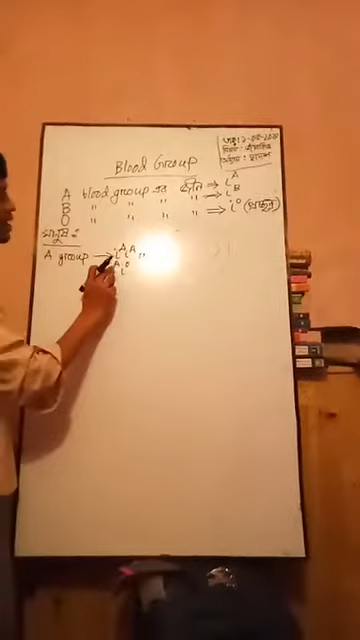 Blood Group
A blood group এর জীন ⇒ i^A
B " " " → i^B
O " " " ⇒ i^O (প্রচ্ছন্ন)
মানুষঃ
A group → i^A i^A "
i^A i^O